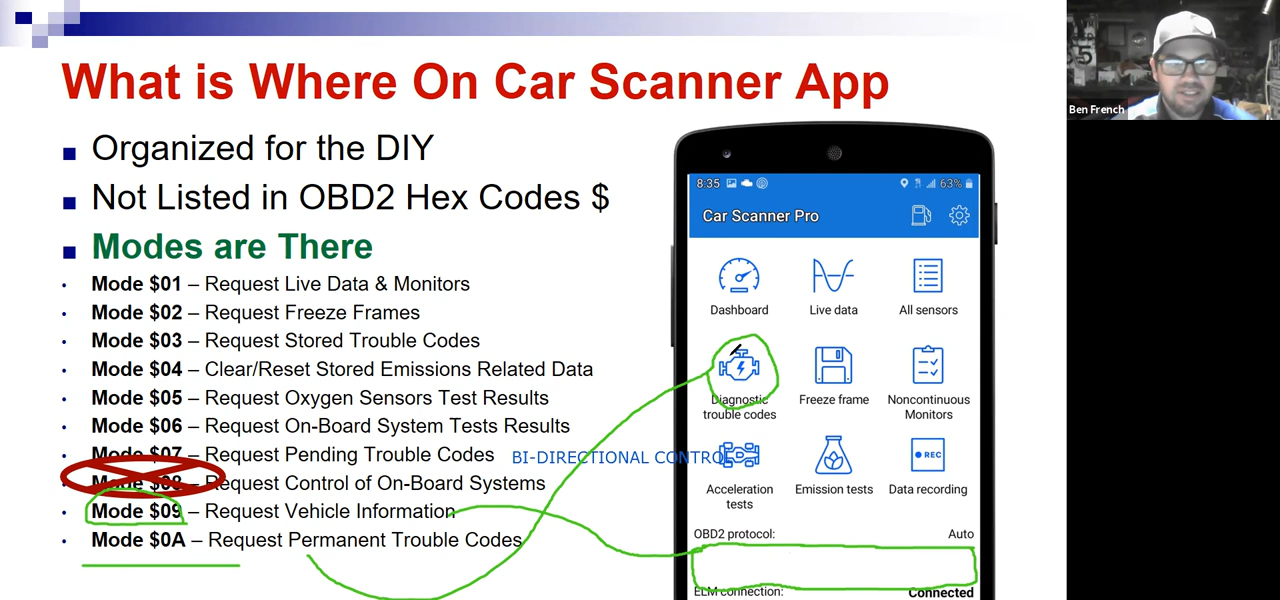 What is Where On Car Scanner App
Organized for the DIY
Not Listed in OBD2 Hex Codes $
Modes are There
Mode $01 – Request Live Data & Monitors
Mode $02 – Request Freeze Frames
Mode $03 – Request Stored Trouble Codes
Mode $04 – Clear/Reset Stored Emissions Related Data
Mode $05 – Request Oxygen Sensors Test Results
Mode $06 – Request On-Board System Tests Results
Mode $07 – Request Pending Trouble Codes
BI-DIRECTIONAL CONTROL
Mode $08 – Request Control of On-Board Systems
Mode $09 – Request Vehicle Information
Mode $0A – Request Permanent Trouble Codes
8:35
63%
Car Scanner Pro
Dashboard
Live data
All sensors
Diagnostic
trouble codes
Freeze frame
Noncontinuous
Monitors
Acceleration
tests
Emission tests
REC
Data recording
OBD2 protocol:
Auto
ELM connection:
Connected
Ben French